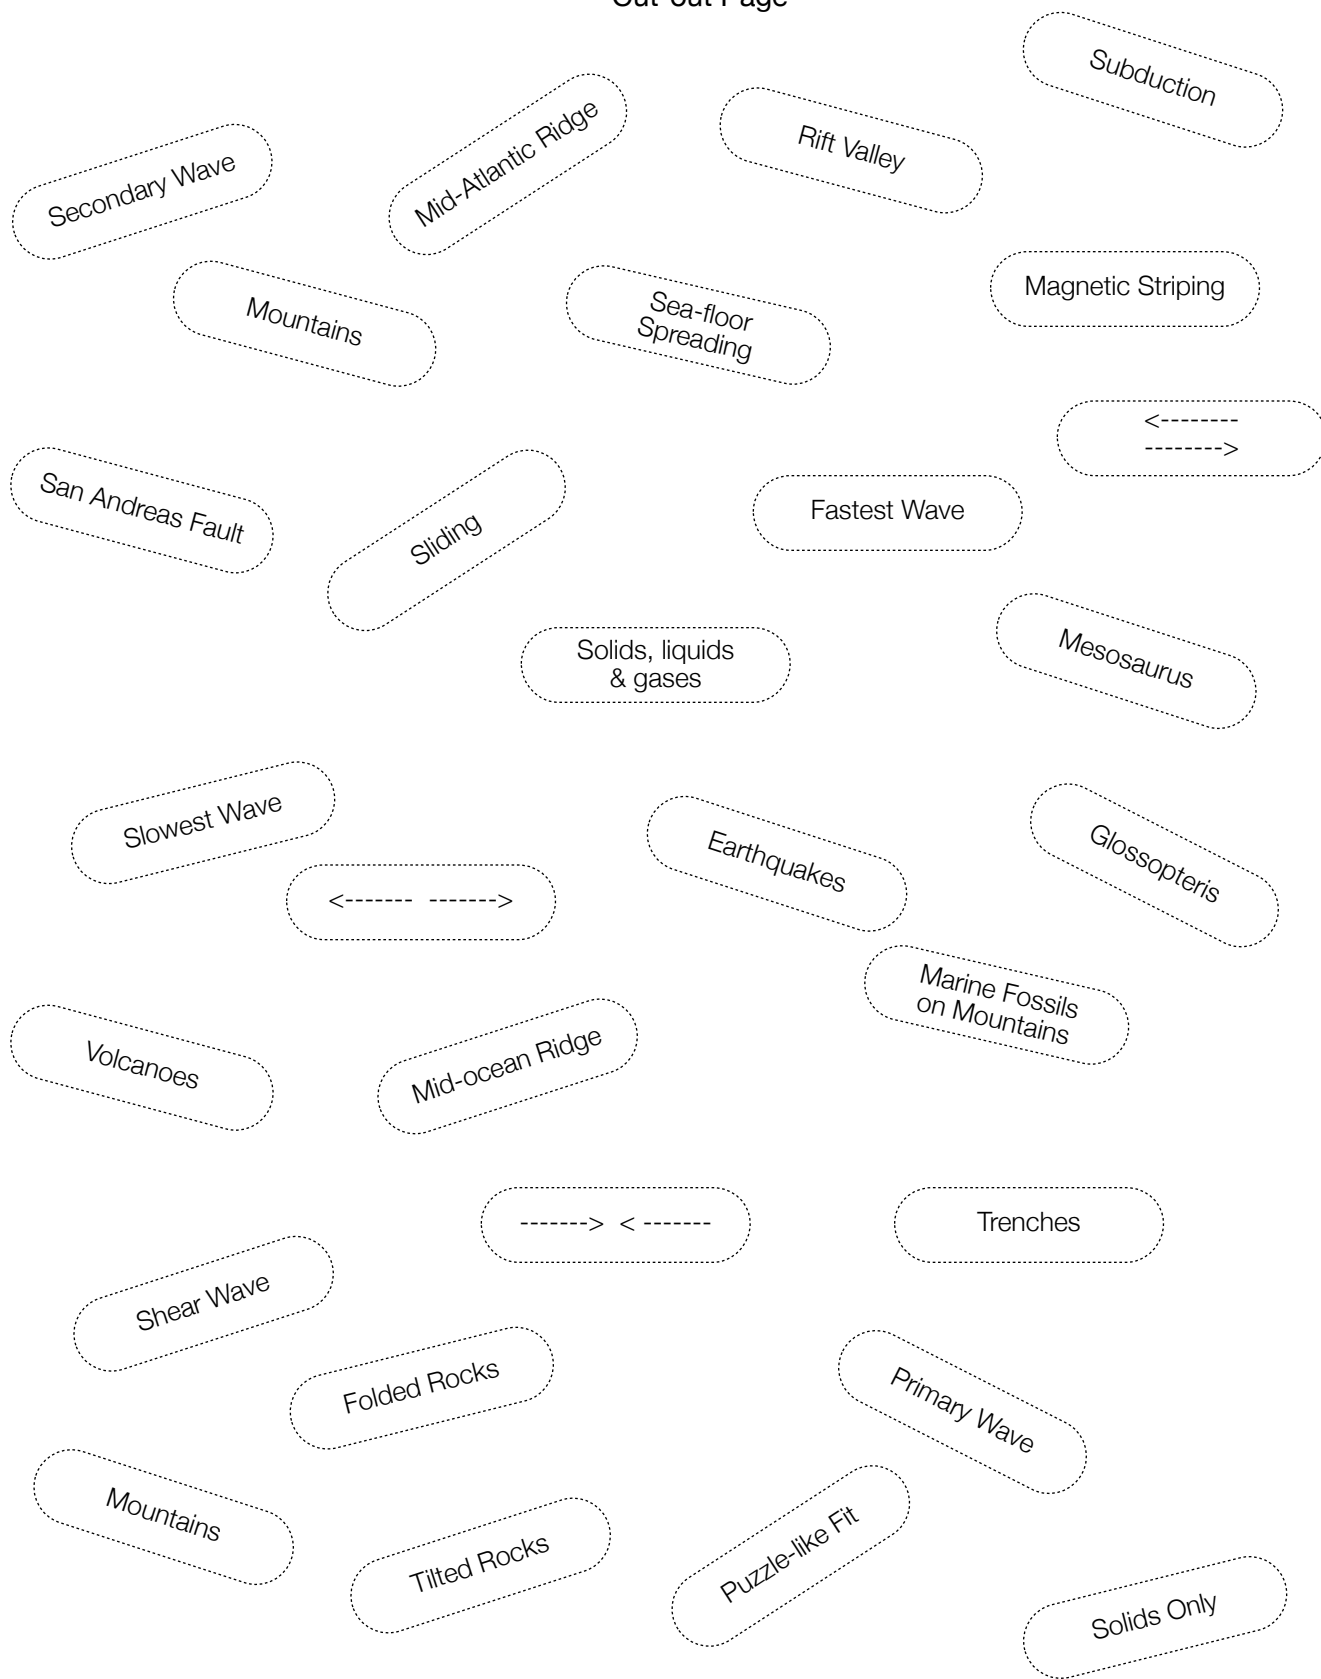 Cut-out Page
Subduction
Mid-Atlantic Ridge
Rift Valley
Secondary Wave
Magnetic Striping
Mountains
Sea-floor
Spreading
<--------
-------->
San Andreas Fault
Sliding
Fastest Wave
Solids, liquids
& gases
Mesosaurus
Slowest Wave
Earthquakes
Glossopteris
<------- ------->
Marine Fossils
on Mountains
Volcanoes
Mid-ocean Ridge
-------> < -------
Trenches
Shear Wave
Folded Rocks
Primary Wave
Mountains
Tilted Rocks
Puzzle-like Fit
Solids Only